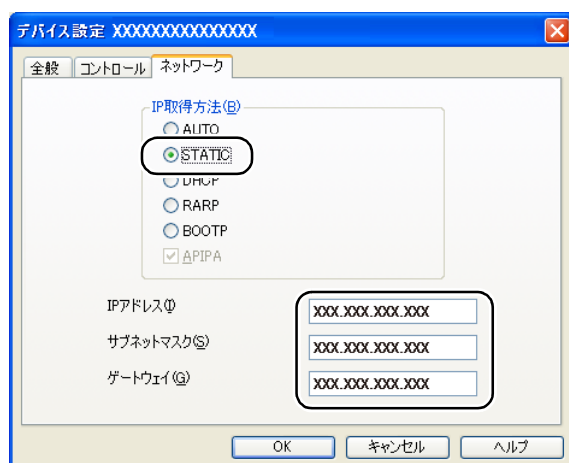 デバイス設定 XXXXXXXXXXXXXXX
全般 コントロール ネットワーク
IP取得方法(B)
AUTO
STATIC
DHCP
RARP
BOOTP
APIPA
IPアドレス(I) XXX.XXX.XXX.XXX
サブネットマスク(S) XXX.XXX.XXX.XXX
ゲートウェイ(G) XXX.XXX.XXX.XXX
OK キャンセル ヘルプ